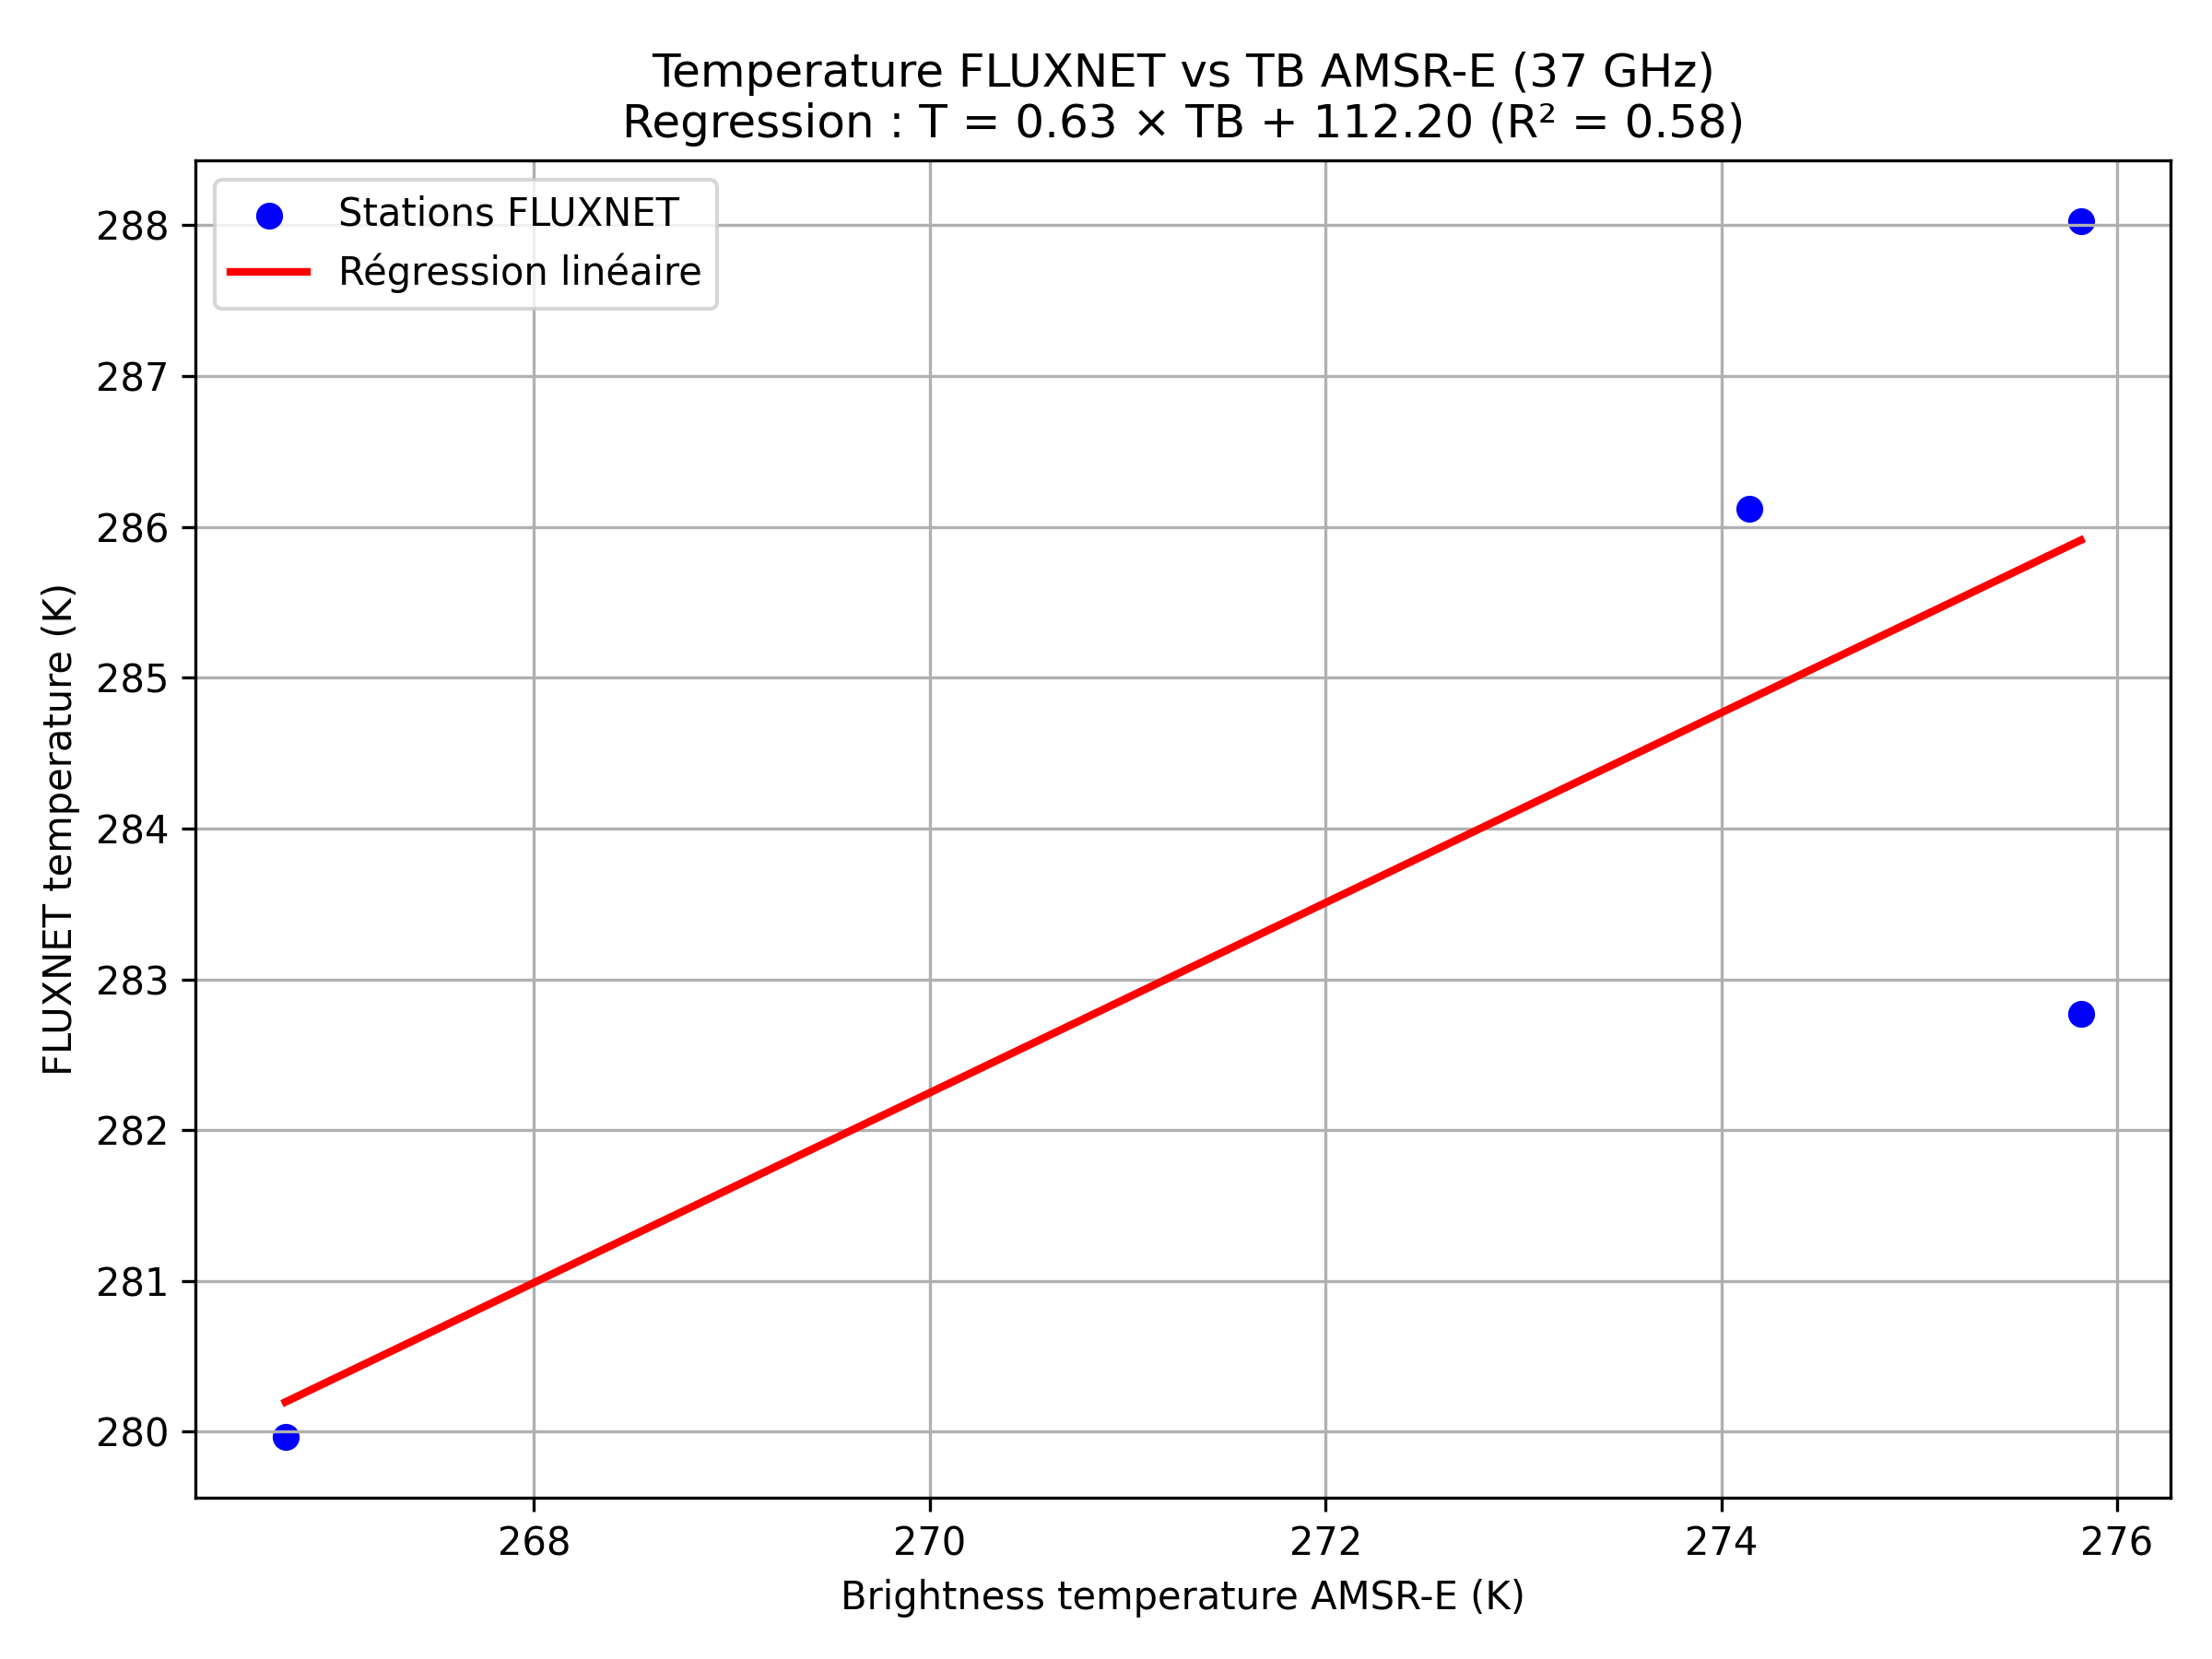 Temperature FLUXNET vs TB AMSR-E (37 GHz)
Regression : T = 0.63 × TB + 112.20 (R² = 0.58)
Stations FLUXNET
Régression linéaire
288
287
286
285
284
283
282
281
280
FLUXNET temperature (K)
268 270 272 274 276
Brightness temperature AMSR-E (K)